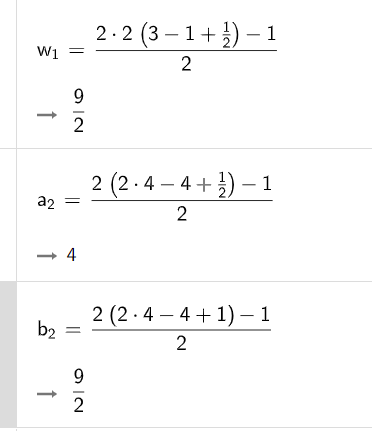 w₁ = (2 · 2 (3 − 1 + 1/2) − 1) / 2
→ 9/2
a₂ = (2 (2 · 4 − 4 + 1/2) − 1) / 2
→ 4
b₂ = (2 (2 · 4 − 4 + 1) − 1) / 2
→ 9/2